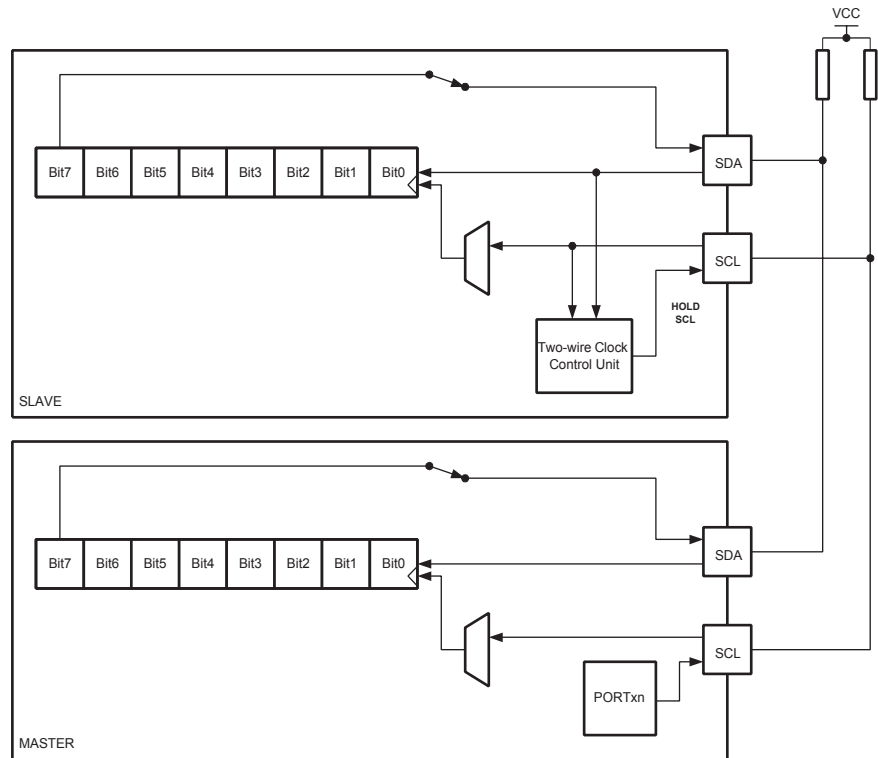 VCC
Bit7 Bit6 Bit5 Bit4 Bit3 Bit2 Bit1 Bit0
SDA
SCL
HOLD
SCL
Two-wire Clock
Control Unit
SLAVE
Bit7 Bit6 Bit5 Bit4 Bit3 Bit2 Bit1 Bit0
SDA
SCL
PORTxn
MASTER